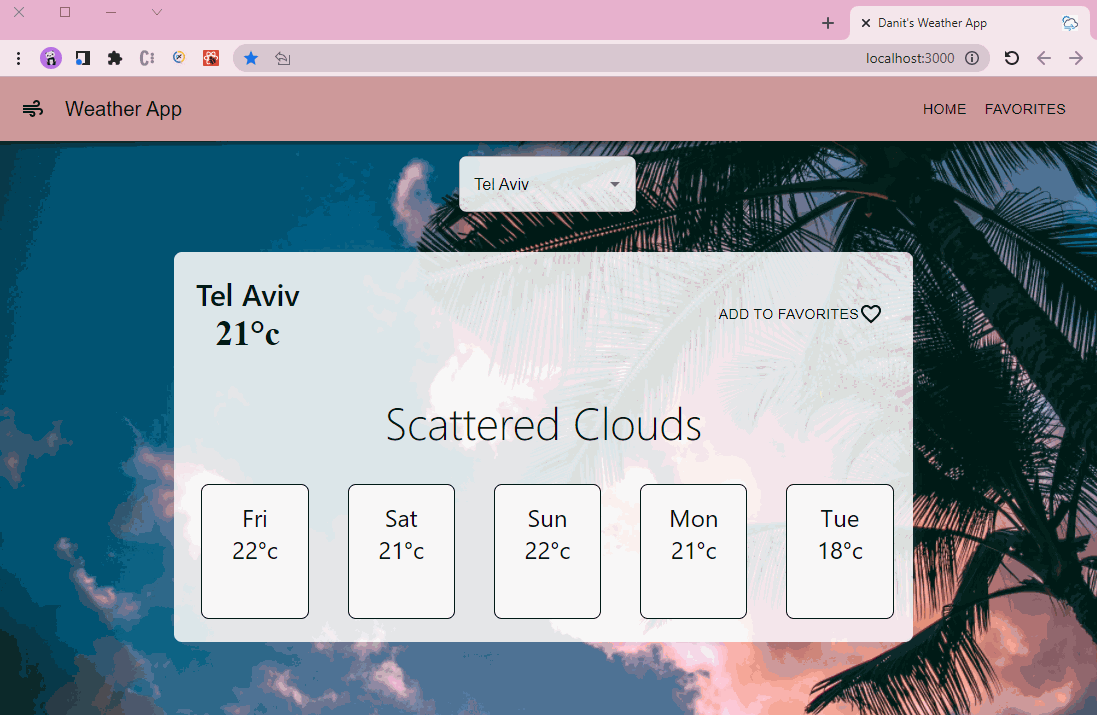 Danit's Weather App
localhost:3000
Weather App
HOME FAVORITES
Tel Aviv
Tel Aviv
21°c
ADD TO FAVORITES
Scattered Clouds
Fri Sat Sun Mon Tue
22°c 21°c 22°c 21°c 18°c